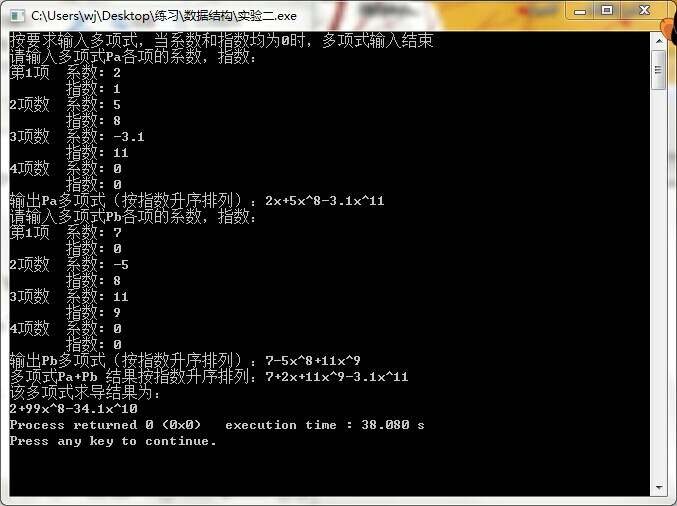 C:\Users\wj\Desktop\练习\数据结构\实验二.exe
按要求输入多项式，当系数和指数均为0时，多项式输入结束
请输入多项式Pa各项的系数，指数：
第1项  系数: 2
指数: 1
2项数  系数: 5
指数: 8
3项数  系数: -3.1
指数: 11
4项数  系数: 0
指数: 0
输出Pa多项式（按指数升序排列）：2x+5x^8-3.1x^11
请输入多项式Pb各项的系数，指数：
第1项  系数: 7
指数: 0
2项数  系数: -5
指数: 8
3项数  系数: 11
指数: 9
4项数  系数: 0
指数: 0
输出Pb多项式（按指数升序排列）：7-5x^8+11x^9
多项式Pa+Pb 结果按指数升序排列：7+2x+11x^9-3.1x^11
该多项式求导结果为：
2+99x^8-34.1x^10
Process returned 0 (0x0)   execution time : 38.080 s
Press any key to continue.